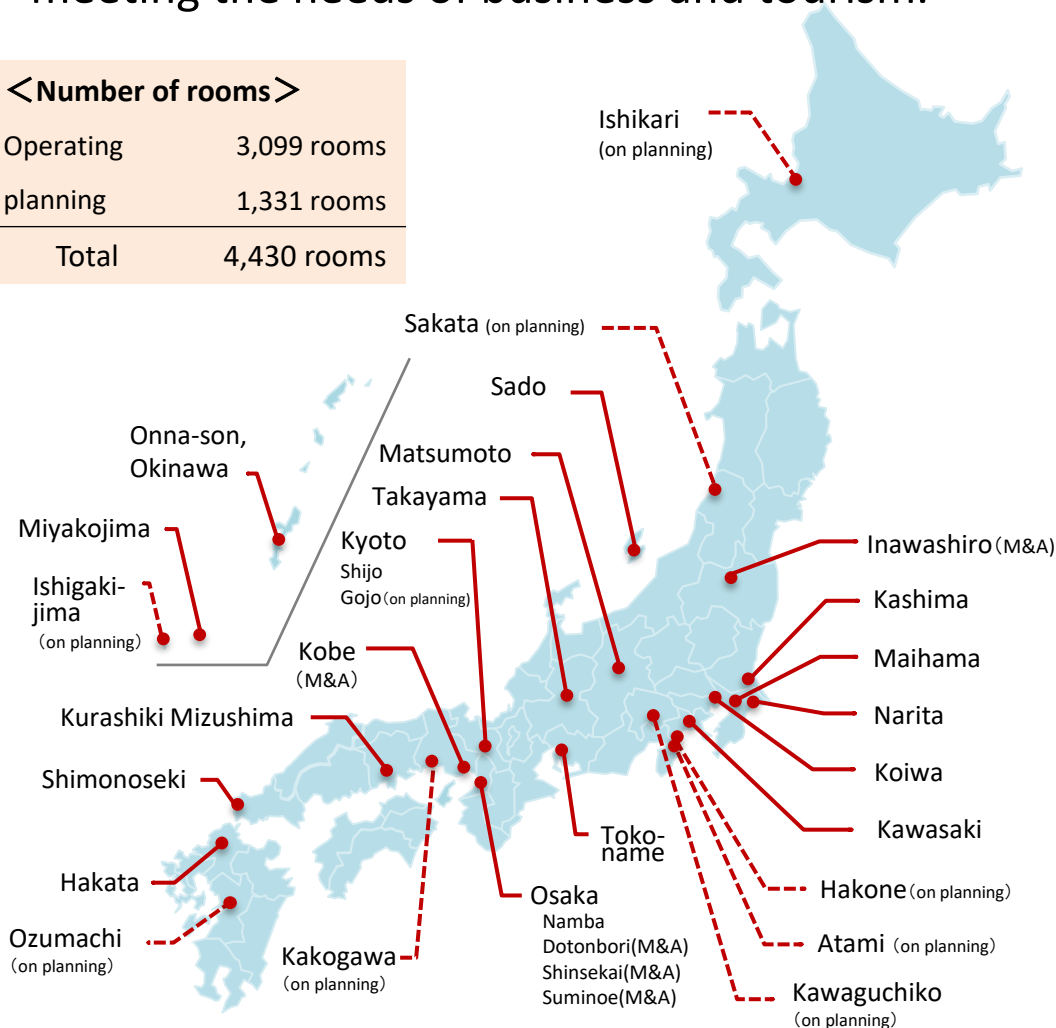 meeting the needs of business and tourism.
＜Number of rooms＞
Operating 3,099 rooms
planning 1,331 rooms
Total 4,430 rooms
Ishikari
(on planning)
Sakata (on planning)
Sado
Onna-son,
Okinawa
Matsumoto
Takayama
Miyakojima
Kyoto
Shijo
Gojo（on planning）
Ishigaki-
jima
（on planning）
Inawashiro（M&A）
Kashima
Kobe
（M&A）
Maihama
Kurashiki Mizushima
Narita
Shimonoseki
Koiwa
Toko-
name
Kawasaki
Hakata
Osaka
Namba
Dotonbori(M&A)
Shinsekai(M&A)
Suminoe(M&A)
Hakone（on planning）
Ozumachi
（on planning）
Kakogawa
(on planning)
Atami （on planning）
Kawaguchiko
（on planning）